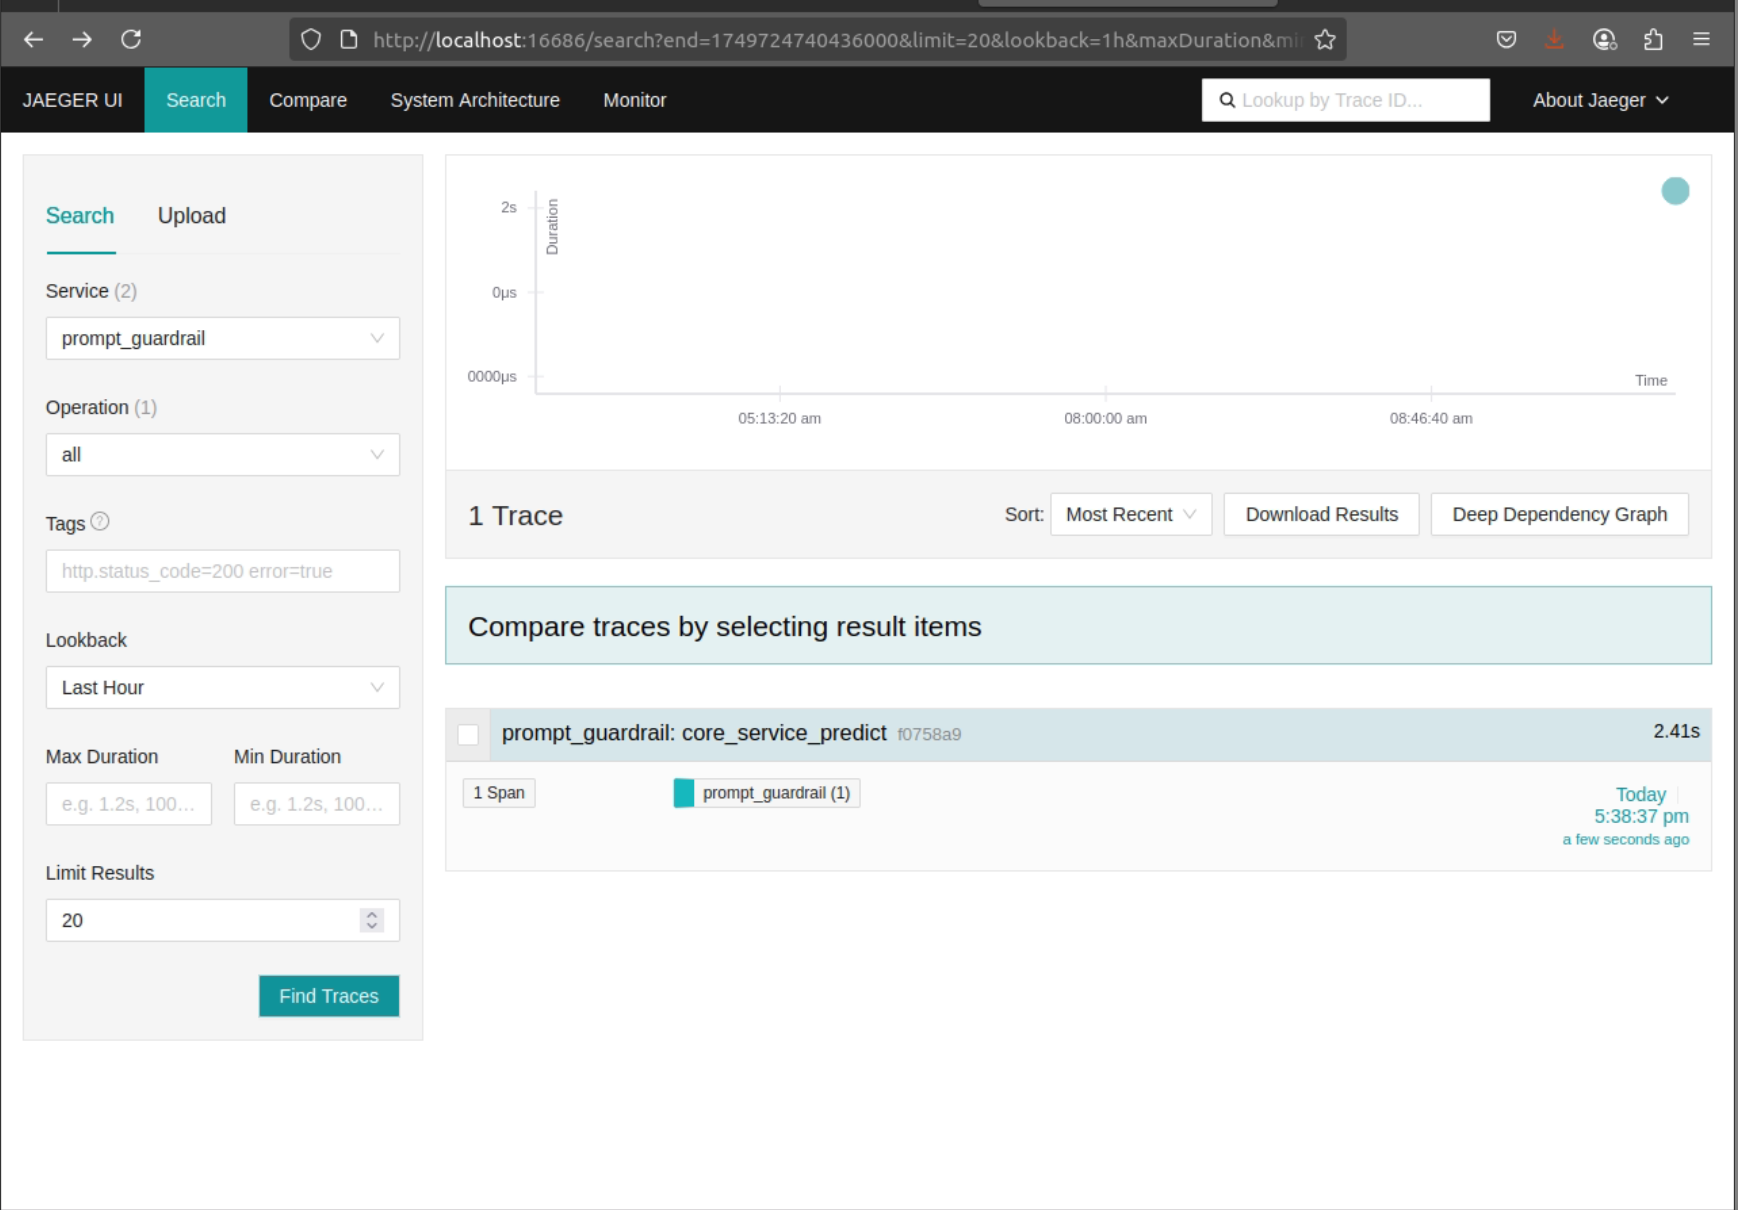 http://localhost:16686/search?end=1749724740436000&limit=20&lookback=1h&maxDuration&mi
JAEGER UI
Search
Compare
System Architecture
Monitor
Lookup by Trace ID...
About Jaeger
Search
Upload
Service (2)
prompt_guardrail
Operation (1)
all
Tags
http.status_code=200 error=true
Lookback
Last Hour
Max Duration
Min Duration
e.g. 1.2s, 100...
e.g. 1.2s, 100...
Limit Results
20
Find Traces
2s
Duration
0μs
0000μs
Time
05:13:20 am
08:00:00 am
08:46:40 am
1 Trace
Sort:
Most Recent
Download Results
Deep Dependency Graph
Compare traces by selecting result items
prompt_guardrail: core_service_predict f0758a9
2.41s
1 Span
prompt_guardrail (1)
Today
5:38:37 pm
a few seconds ago